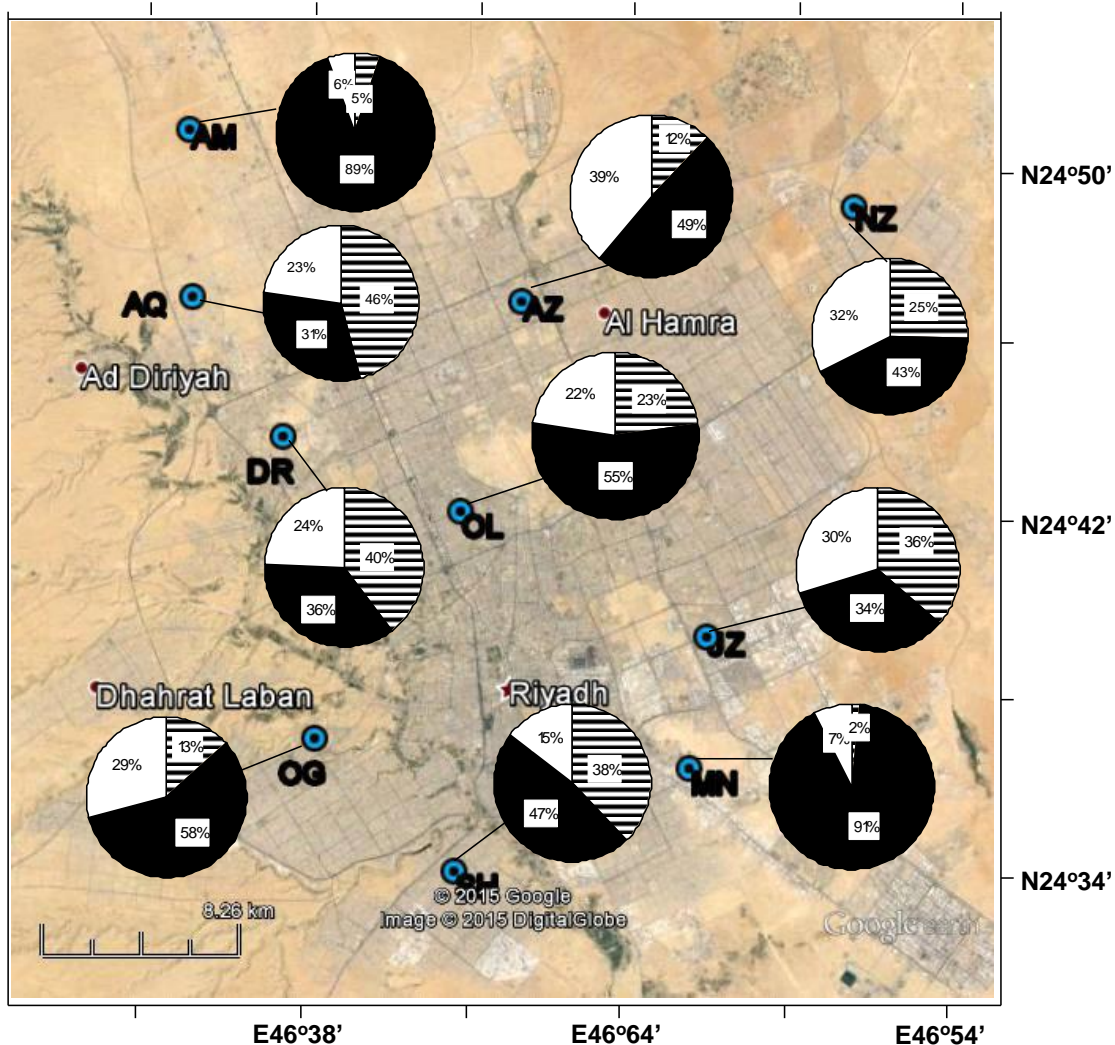 6%
5%
89%
AM
12%
39%
49%
N24º50’
NZ
23%
46%
31%
AQ
AZ
Al Hamra
25%
32%
43%
Ad Diriyah
22%
23%
55%
DR
OL
24%
40%
36%
N24º42’
30%
36%
34%
JZ
Dhahrat Laban
Riyadh
13%
29%
58%
OG
15%
38%
47%
MN
7%
2%
91%
N24º34’
© 2015 Google
Image © 2015 DigitalGlobe
8.26 km
Google earth
E46º38’
E46º64’
E46º54’